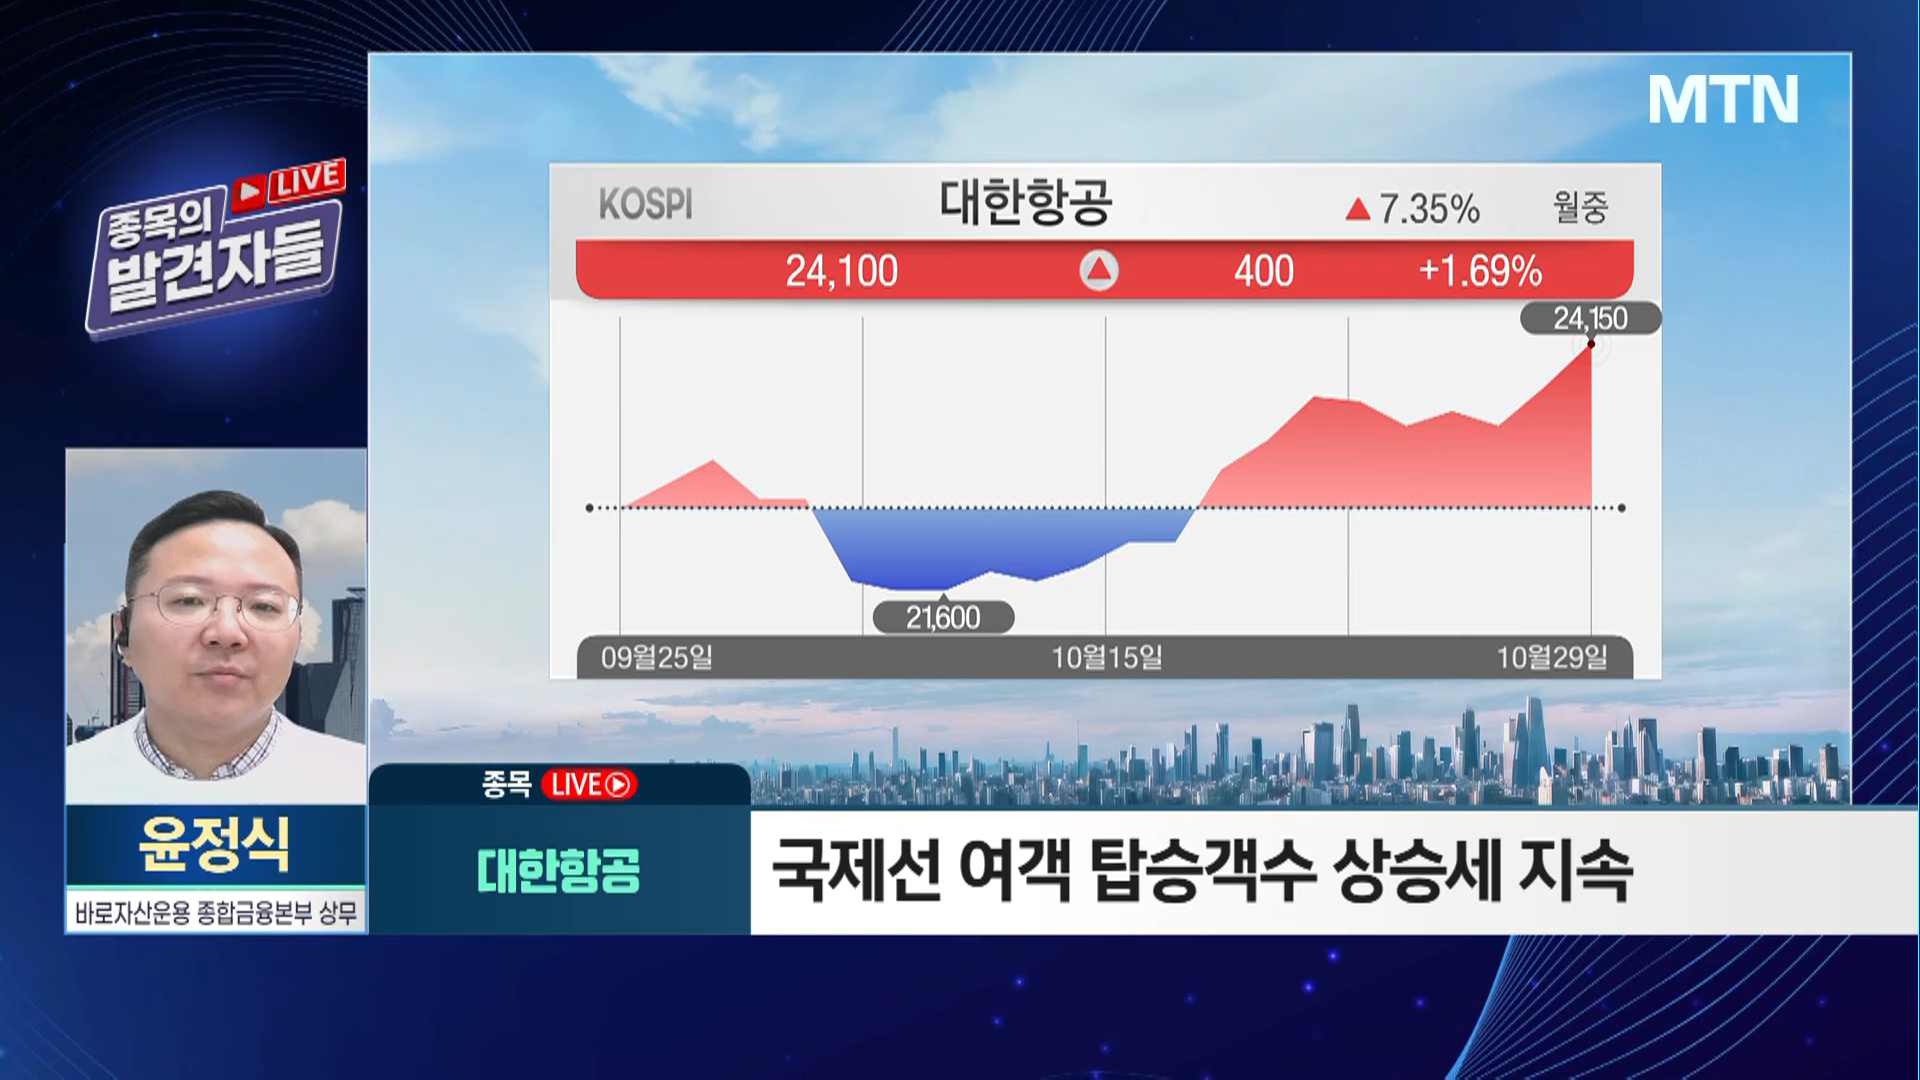 MTN
종목의
LIVE
발견자들
KOSPI 대한항공 ▲ 7.35% 월중
24,100 ▲ 400 +1.69%
24,150
21,600
09월25일 10월15일 10월29일
종목 LIVE
대한항공
국제선 여객 탑승객수 상승세 지속
윤정식
바로자산운용 종합금융본부 상무